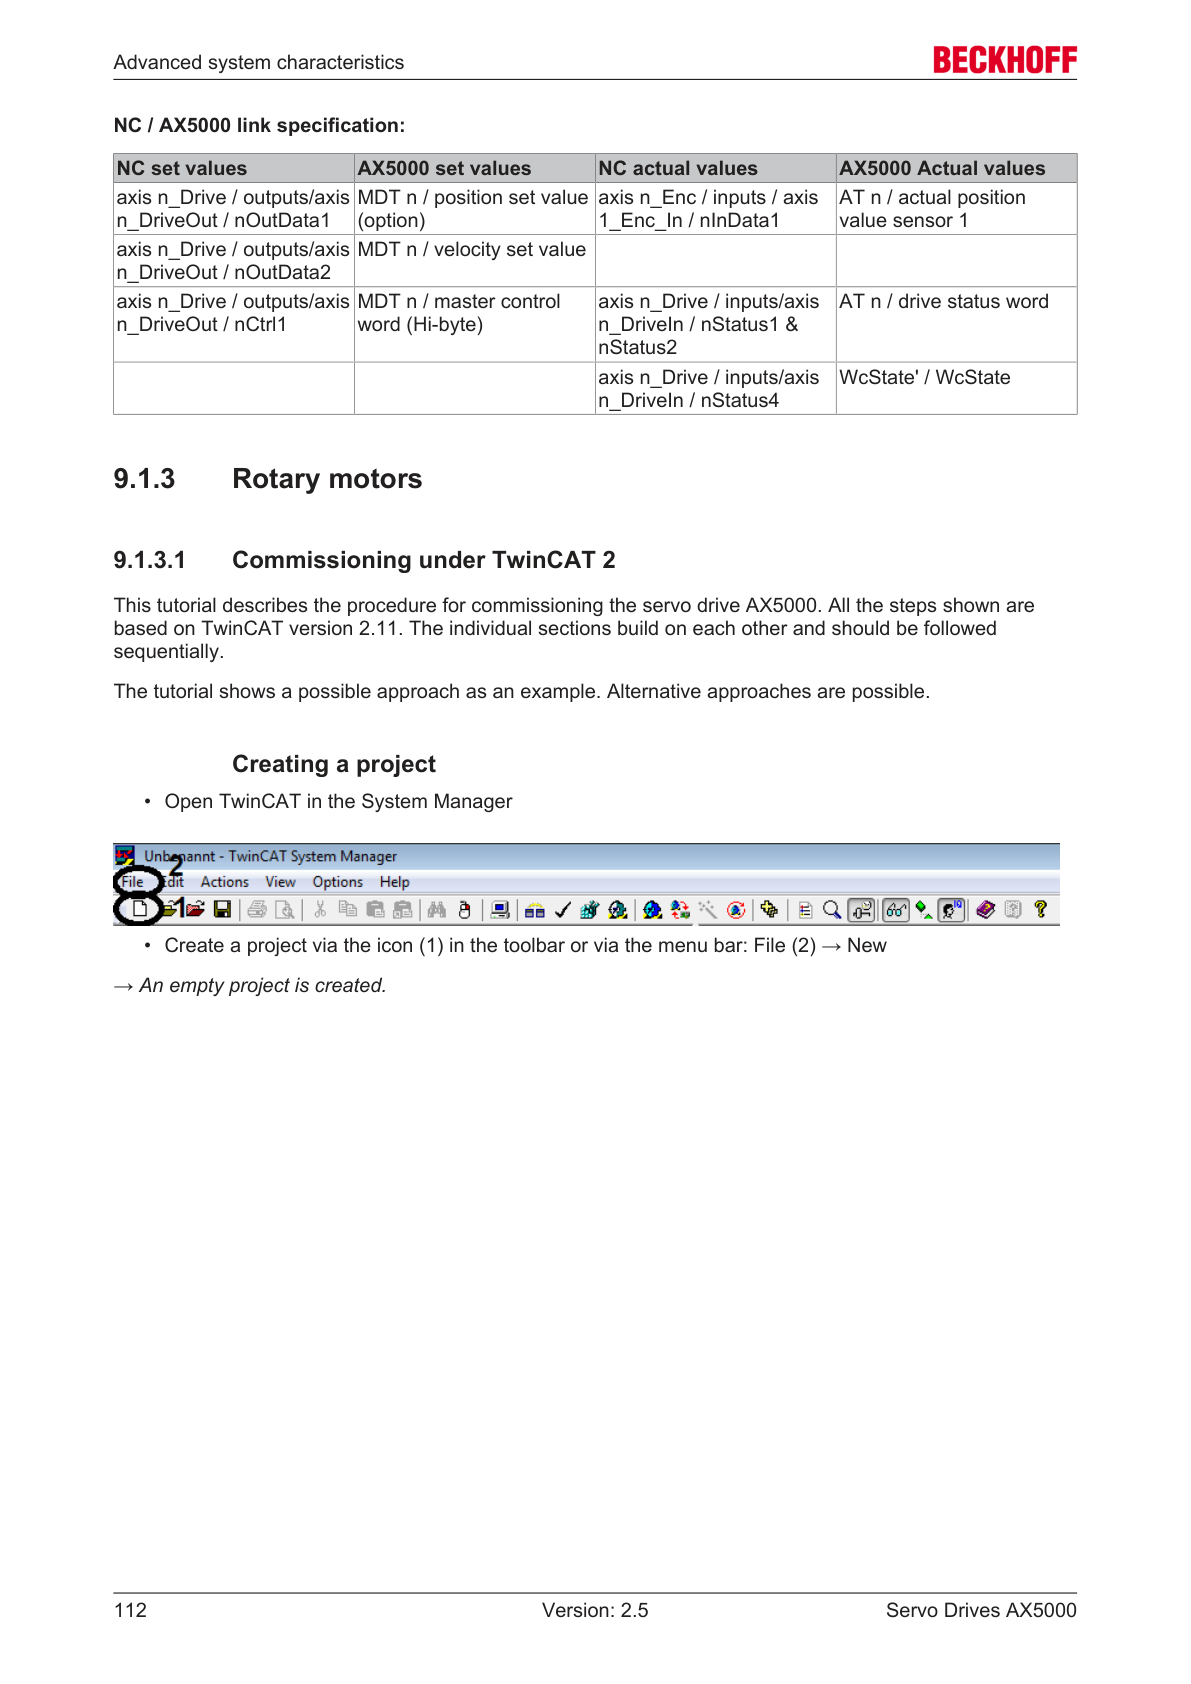 Advanced system characteristics
BECKHOFF
NC / AX5000 link specification:
NC set values AX5000 set values NC actual values AX5000 Actual values
axis n_Drive / outputs/axis MDT n / position set value axis n_Enc / inputs / axis AT n / actual position
n_DriveOut / nOutData1 (option) 1_Enc_In / nInData1 value sensor 1
axis n_Drive / outputs/axis MDT n / velocity set value
n_DriveOut / nOutData2
axis n_Drive / outputs/axis MDT n / master control axis n_Drive / inputs/axis AT n / drive status word
n_DriveOut / nCtrl1 word (Hi-byte) n_DriveIn / nStatus1 &
nStatus2
axis n_Drive / inputs/axis WcState' / WcState
n_DriveIn / nStatus4
9.1.3 Rotary motors
9.1.3.1 Commissioning under TwinCAT 2
This tutorial describes the procedure for commissioning the servo drive AX5000. All the steps shown are
based on TwinCAT version 2.11. The individual sections build on each other and should be followed
sequentially.
The tutorial shows a possible approach as an example. Alternative approaches are possible.
Creating a project
• Open TwinCAT in the System Manager
Unbenannt - TwinCAT System Manager
2
File Edit Actions View Options Help
1
• Create a project via the icon (1) in the toolbar or via the menu bar: File (2) → New
→ An empty project is created.
112 Version: 2.5 Servo Drives AX5000